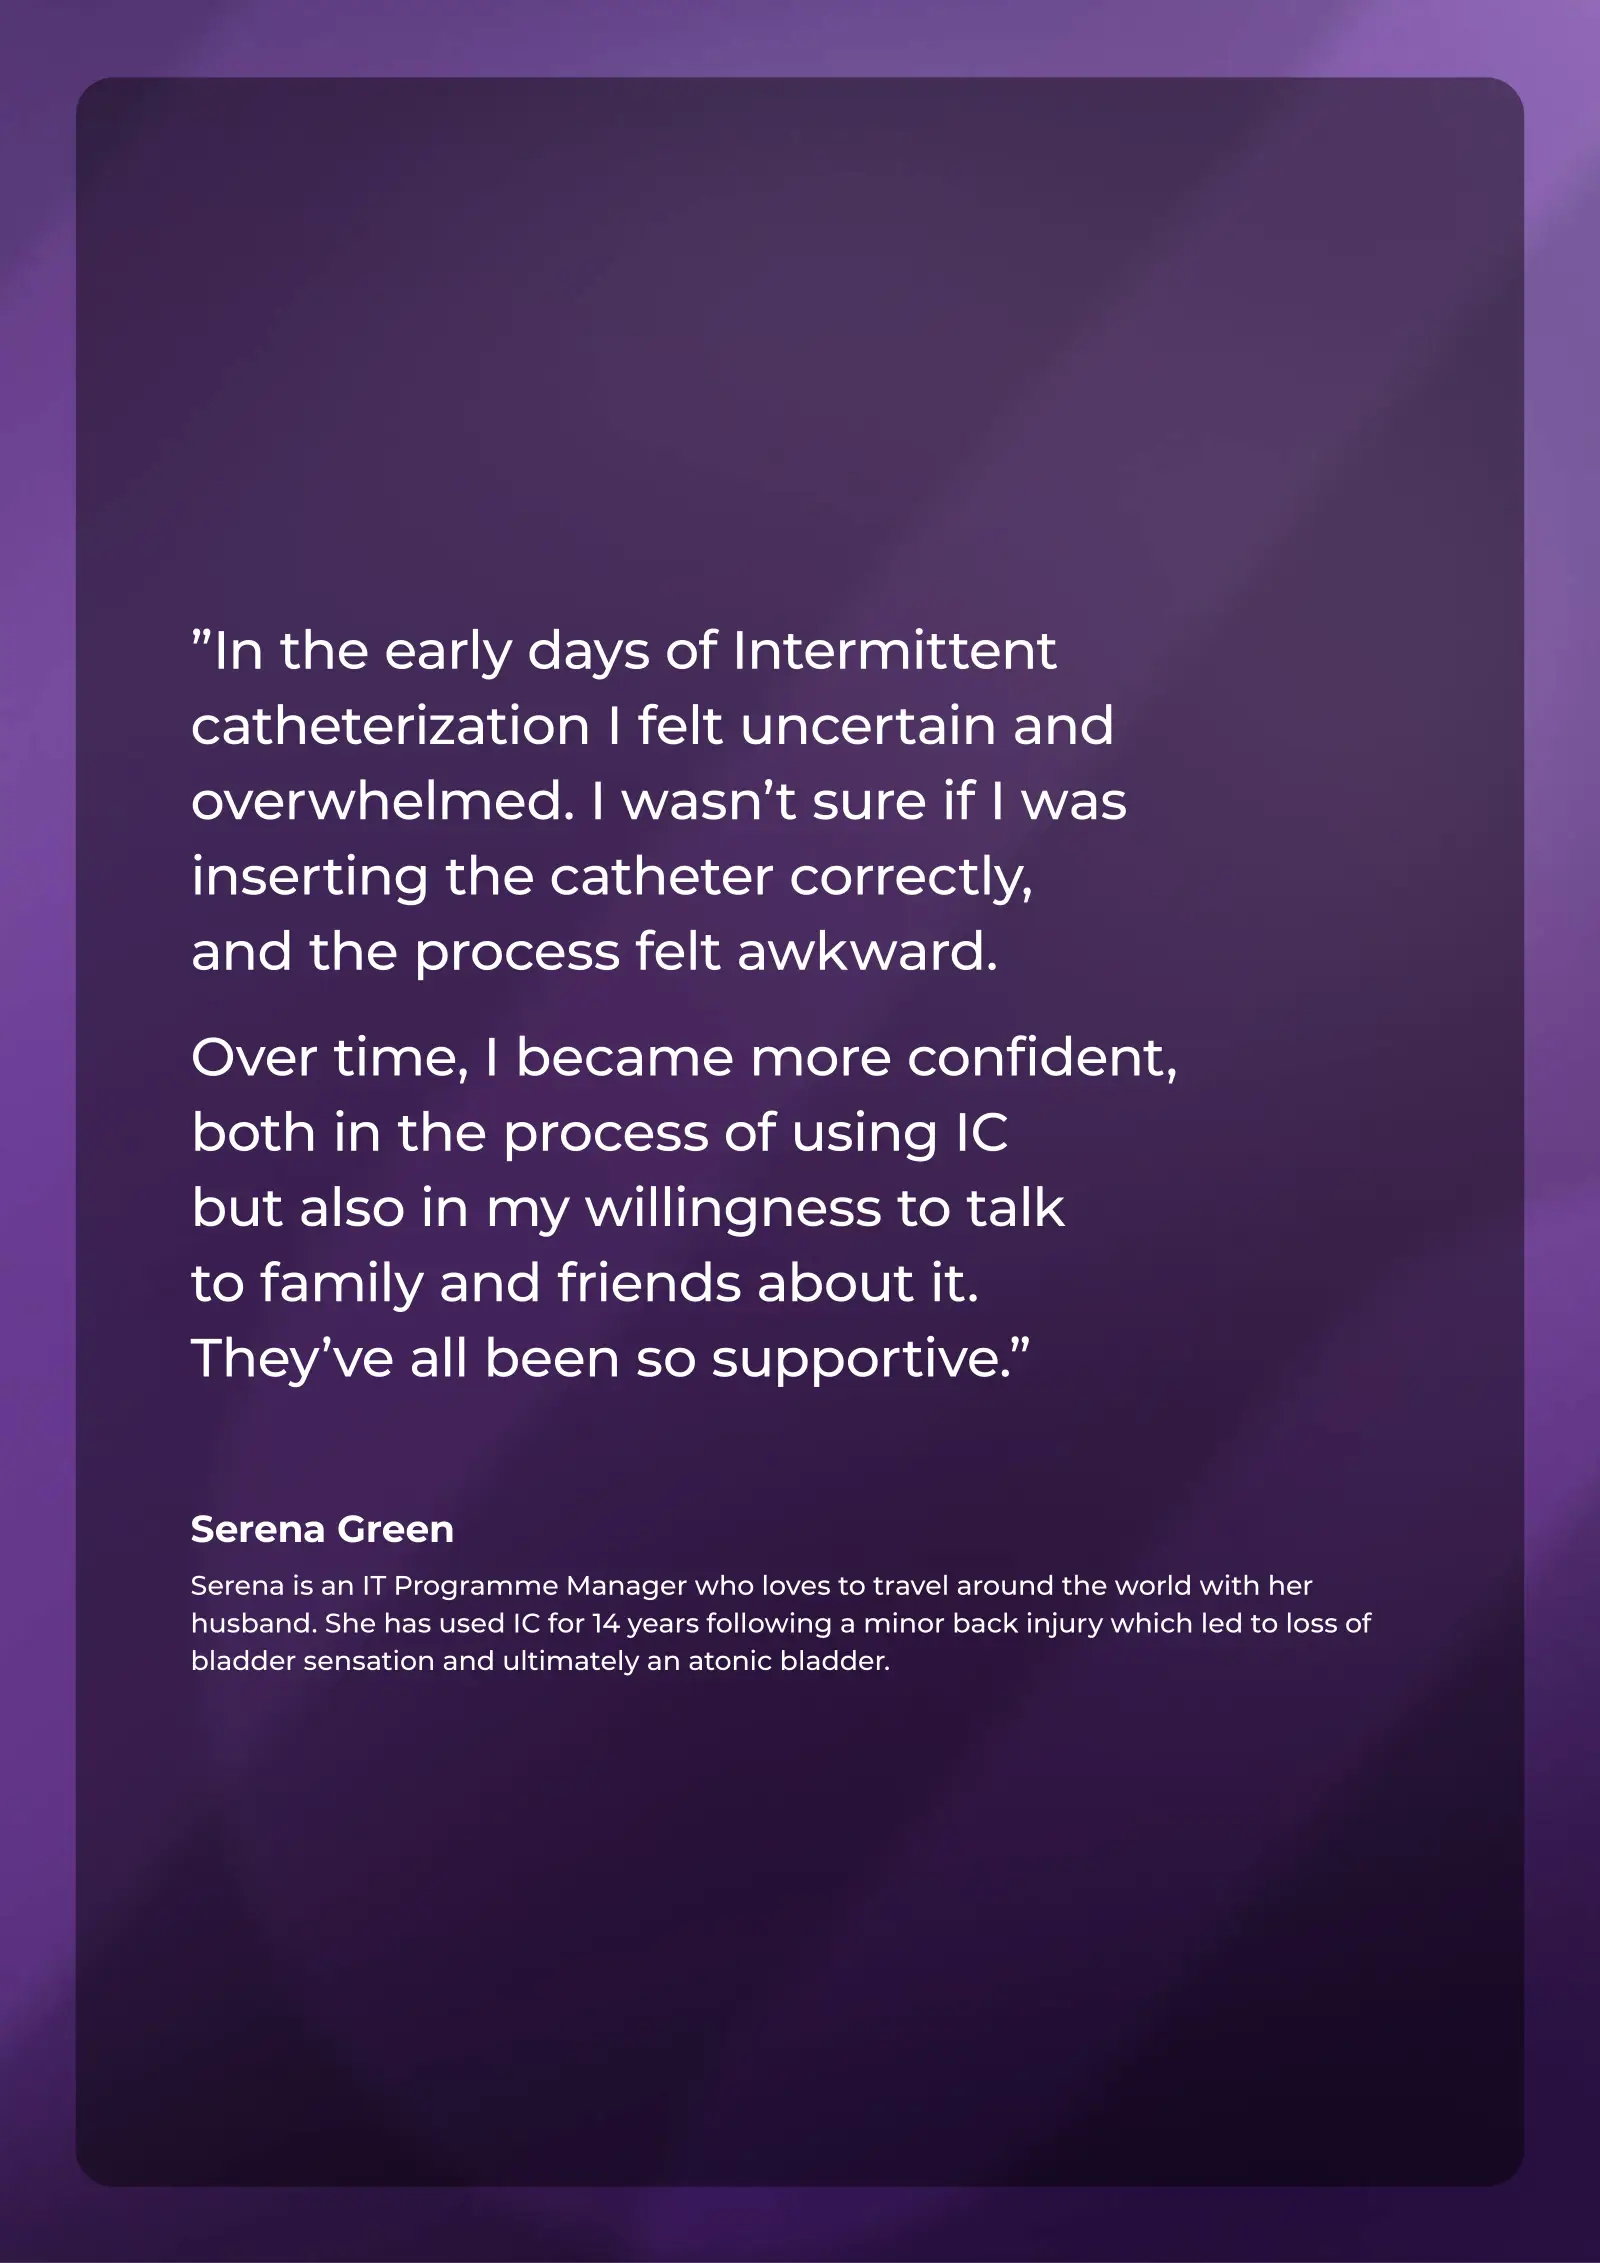 ”In the early days of Intermittent
catheterization I felt uncertain and
overwhelmed. I wasn’t sure if I was
inserting the catheter correctly,
and the process felt awkward.
Over time, I became more confident,
both in the process of using IC
but also in my willingness to talk
to family and friends about it.
They’ve all been so supportive.”
Serena Green
Serena is an IT Programme Manager who loves to travel around the world with her
husband. She has used IC for 14 years following a minor back injury which led to loss of
bladder sensation and ultimately an atonic bladder.